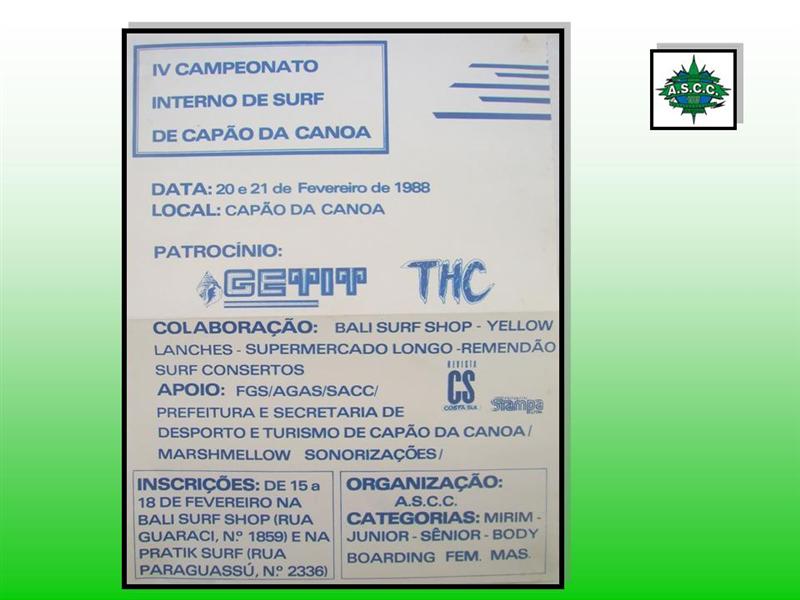 IV CAMPEONATO
INTERNO DE SURF
DE CAPÃO DA CANOA
A.S.C.C.
DATA: 20 e 21 de Fevereiro de 1988
LOCAL: CAPÃO DA CANOA
PATROCÍNIO:
GETIT THC
COLABORAÇÃO: BALI SURF SHOP - YELLOW
LANCHES - SUPERMERCADO LONGO -REMENDÃO
SURF CONSERTOS
REVISTA
CS
COSTA SUL
Stampa
APOIO: FGS/AGAS/SACC/
PREFEITURA E SECRETARIA DE
DESPORTO E TURISMO DE CAPÃO DA CANOA/
MARSHMELLOW SONORIZAÇÕES/
INSCRIÇÕES: DE 15 a
18 DE FEVEREIRO NA
BALI SURF SHOP (RUA
GUARACI, N.º 1859) E NA
PRATIK SURF (RUA
PARAGUASSÚ, N.º 2336)
ORGANIZAÇÃO:
A.S.C.C.
CATEGORIAS: MIRIM -
JUNIOR - SÊNIOR - BODY
BOARDING FEM. MAS.